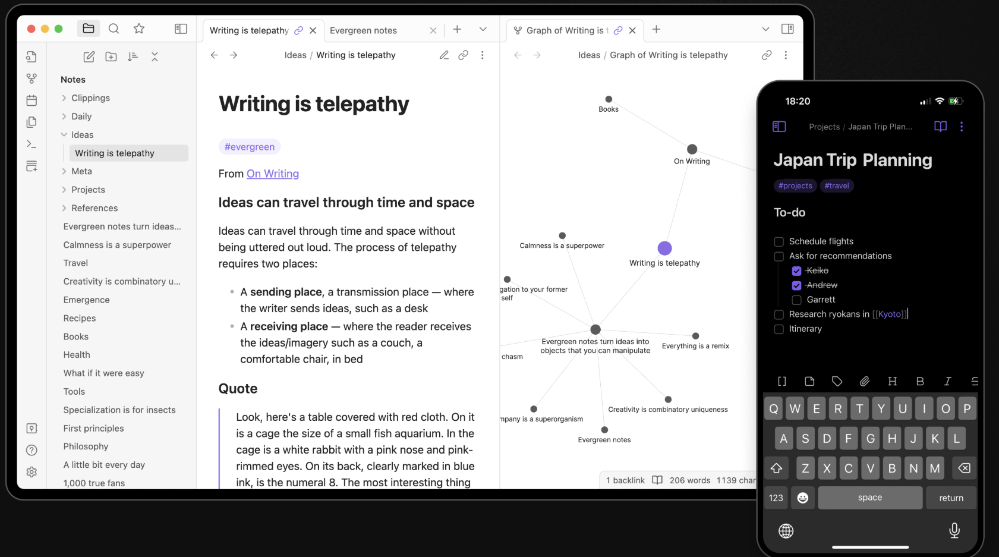 Writing is telepathy
Evergreen notes
Graph of Writing is
Notes
Clippings
Daily
Ideas
Writing is telepathy
Meta
Projects
References
Evergreen notes turn ideas...
Calmness is a superpower
Travel
Creativity is combinatory u...
Emergence
Recipes
Books
Health
What if it were easy
Tools
Specialization is for insects
First principles
Philosophy
A little bit every day
1,000 true fans
Ideas / Writing is telepathy
Writing is telepathy
#evergreen
From On Writing
Ideas can travel through time and space
Ideas can travel through time and space without
being uttered out loud. The process of telepathy
requires two places:
A sending place, a transmission place — where
the writer sends ideas, such as a desk
A receiving place — where the reader receives
the ideas/imagery such as a couch, a
comfortable chair, in bed
Quote
Look, here's a table covered with red cloth. On it
is a cage the size of a small fish aquarium. In the
cage is a white rabbit with a pink nose and pink-
rimmed eyes. On its back, clearly marked in blue
ink, is the numeral 8. The most interesting thing
Ideas / Graph of Writing is telepathy
Books
On Writing
Calmness is a superpower
Writing is telepathy
gation to your former
self
Evergreen notes turn ideas into
objects that you can manipulate
Everything is a remix
chasm
Creativity is combinatory uniqueness
mpany is a superorganism
Evergreen notes
1 backlink 206 words 1139 char
18:20
Projects / Japan Trip Plan...
Japan Trip Planning
#projects #travel
To-do
Schedule flights
Ask for recommendations
Keiko
Andrew
Garrett
Research ryokans in [[Kyoto]]
Itinerary
[] H B I S
Q W E R T Y U I O P
A S D F G H J K L
Z X C V B N M
123 space return